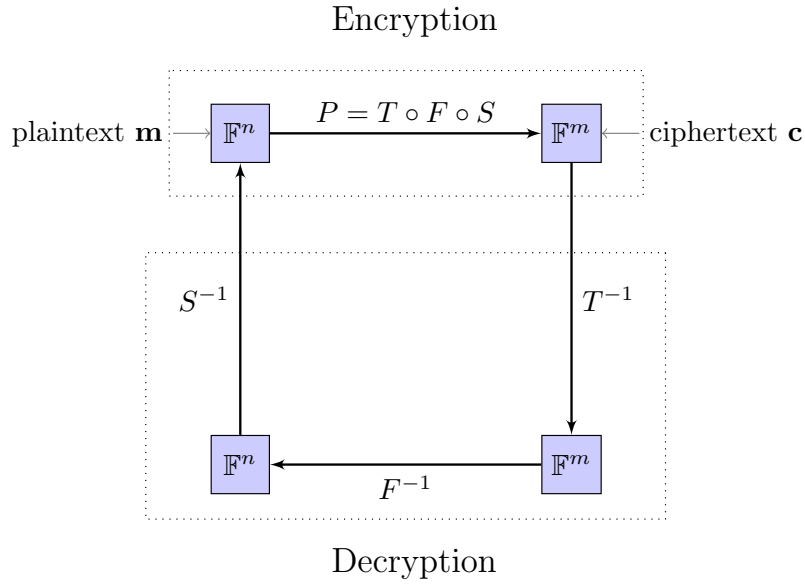 Encryption
plaintext m
𝔽ⁿ
P = T ∘ F ∘ S
𝔽ᵐ
ciphertext c
S⁻¹
T⁻¹
𝔽ⁿ
F⁻¹
𝔽ᵐ
Decryption